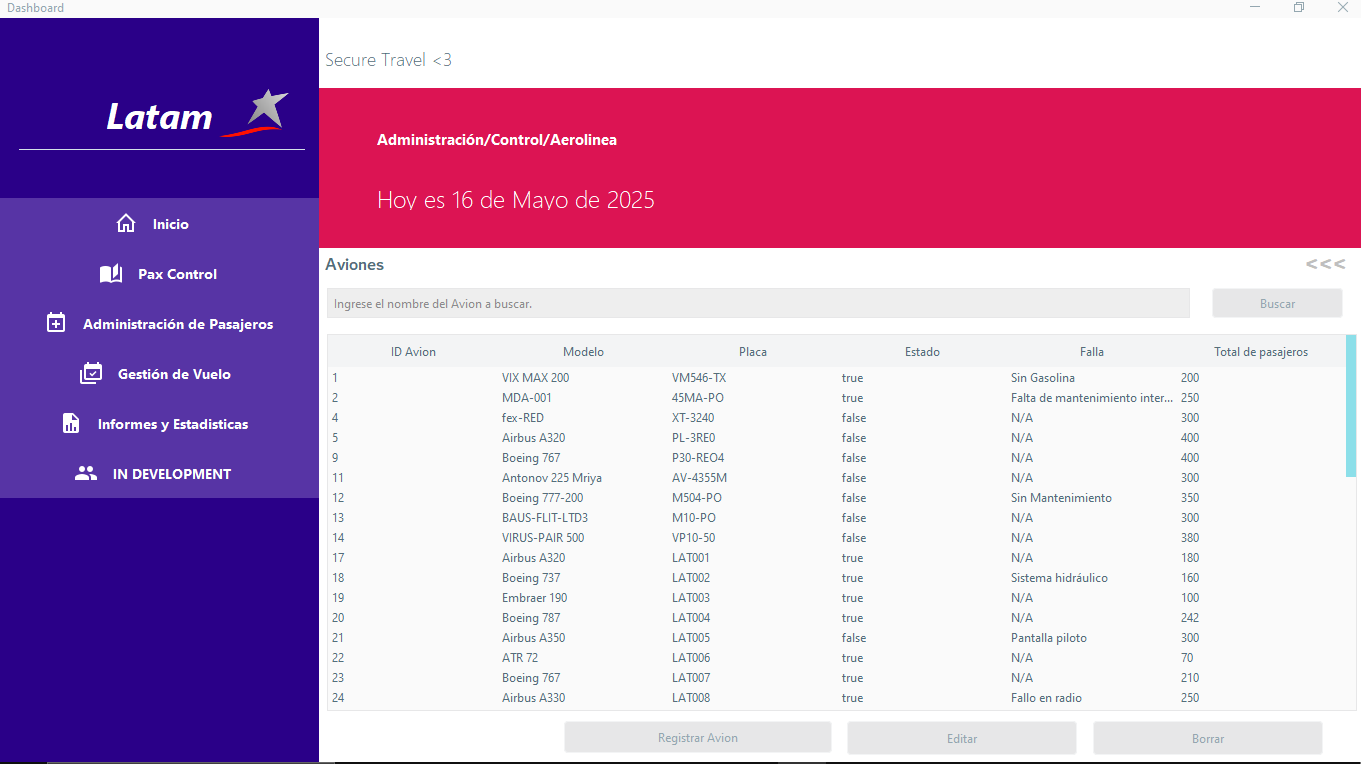 Dashboard
Secure Travel <3
Latam
Administración/Control/Aerolinea
Hoy es 16 de Mayo de 2025
Inicio
Pax Control
Administración de Pasajeros
Gestión de Vuelo
Informes y Estadisticas
IN DEVELOPMENT
Aviones <<<
Ingrese el nombre del Avion a buscar. Buscar
ID Avion Modelo Placa Estado Falla Total de pasajeros
1 VIX MAX 200 VM546-TX true Sin Gasolina 200
2 MDA-001 45MA-PO true Falta de mantenimiento inter... 250
4 fex-RED XT-3240 false N/A 300
5 Airbus A320 PL-3RE0 false N/A 400
9 Boeing 767 P30-REO4 false N/A 400
11 Antonov 225 Mriya AV-4355M false N/A 300
12 Boeing 777-200 M504-PO false Sin Mantenimiento 350
13 BAUS-FLIT-LTD3 M10-PO false N/A 300
14 VIRUS-PAIR 500 VP10-50 false N/A 380
17 Airbus A320 LAT001 true N/A 180
18 Boeing 737 LAT002 true Sistema hidráulico 160
19 Embraer 190 LAT003 true N/A 100
20 Boeing 787 LAT004 true N/A 242
21 Airbus A350 LAT005 false Pantalla piloto 300
22 ATR 72 LAT006 true N/A 70
23 Boeing 767 LAT007 true N/A 210
24 Airbus A330 LAT008 true Fallo en radio 250
Registrar Avion Editar Borrar